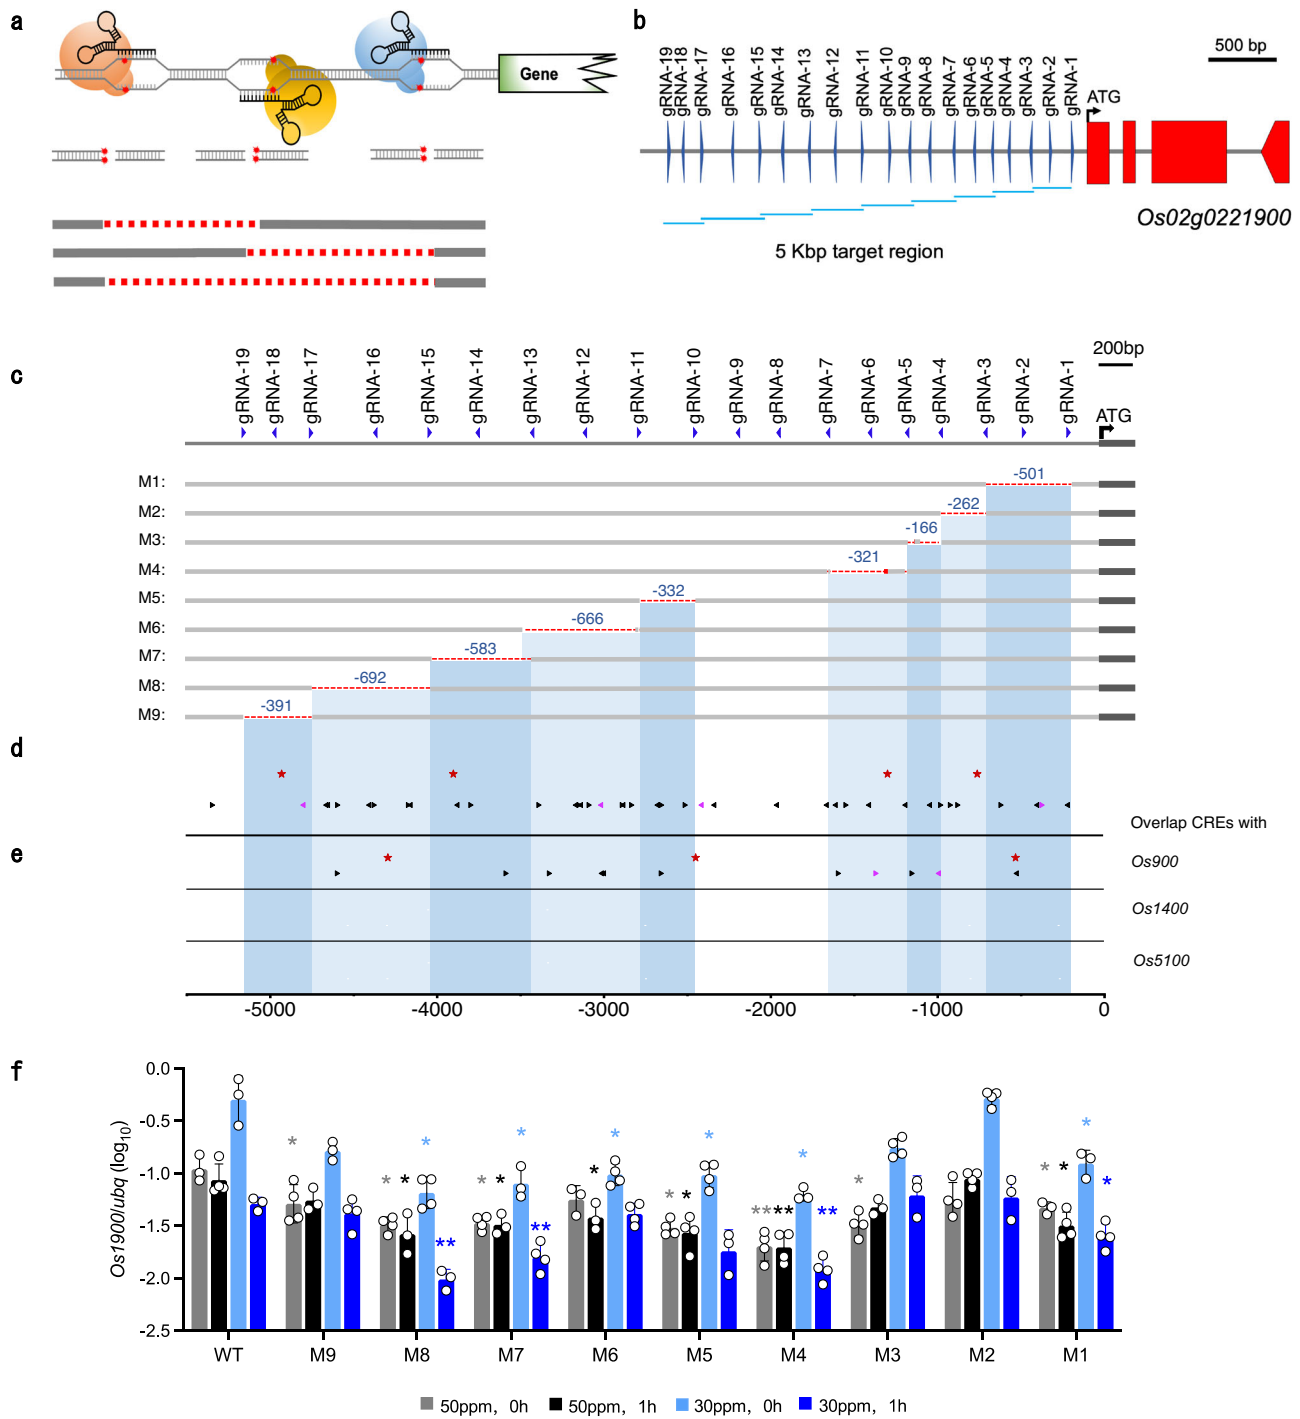 a
Gene
b
gRNA-19
gRNA-18
gRNA-17
gRNA-16
gRNA-15
gRNA-14
gRNA-13
gRNA-12
gRNA-11
gRNA-10
gRNA-9
gRNA-8
gRNA-7
gRNA-6
gRNA-5
gRNA-4
gRNA-3
gRNA-2
gRNA-1
500 bp
ATG
Os02g0221900
5 Kbp target region
c
gRNA-19
gRNA-18
gRNA-17
gRNA-16
gRNA-15
gRNA-14
gRNA-13
gRNA-12
gRNA-11
gRNA-10
gRNA-9
gRNA-8
gRNA-7
gRNA-6
gRNA-5
gRNA-4
gRNA-3
gRNA-2
gRNA-1
200bp
ATG
M1: -501
M2: -262
M3: -166
M4: -321
M5: -332
M6: -666
M7: -583
M8: -692
M9: -391
d
Overlap CREs with
e
Os900
Os1400
Os5100
-5000 -4000 -3000 -2000 -1000 0
f
Os1900/ubq (log10)
0.0
-0.5
-1.0
-1.5
-2.0
-2.5
* * * * * * * * * * * * ** * * ** ** * ** * * * * *
WT M9 M8 M7 M6 M5 M4 M3 M2 M1
50ppm, 0h 50ppm, 1h 30ppm, 0h 30ppm, 1h